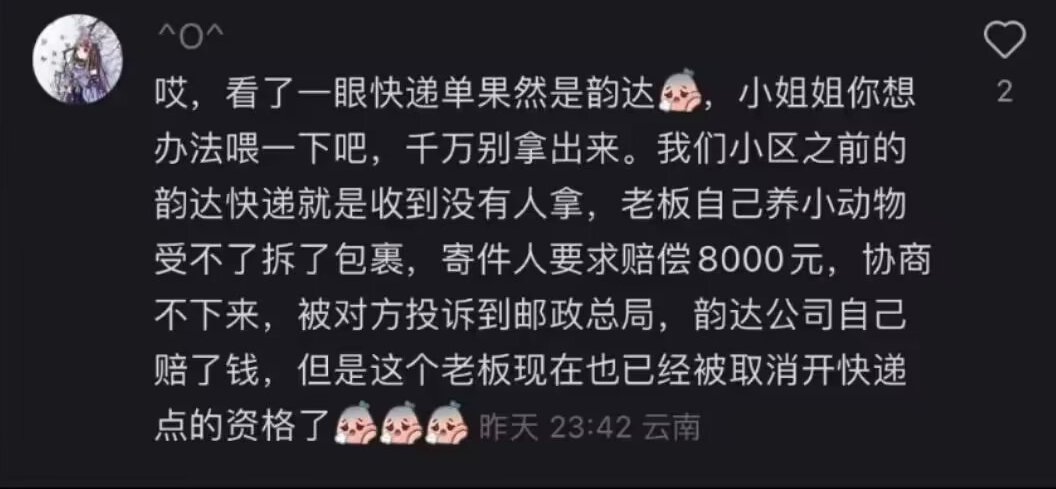 ^O^
哎，看了一眼快递单果然是韵达，小姐姐你想
办法喂一下吧，千万别拿出来。我们小区之前的
韵达快递就是收到没有人拿，老板自己养小动物
受不了拆了包裹，寄件人要求赔偿8000元，协商
不下来，被对方投诉到邮政总局，韵达公司自己
赔了钱，但是这个老板现在也已经被取消开快递
点的资格了 昨天 23:42 云南
2